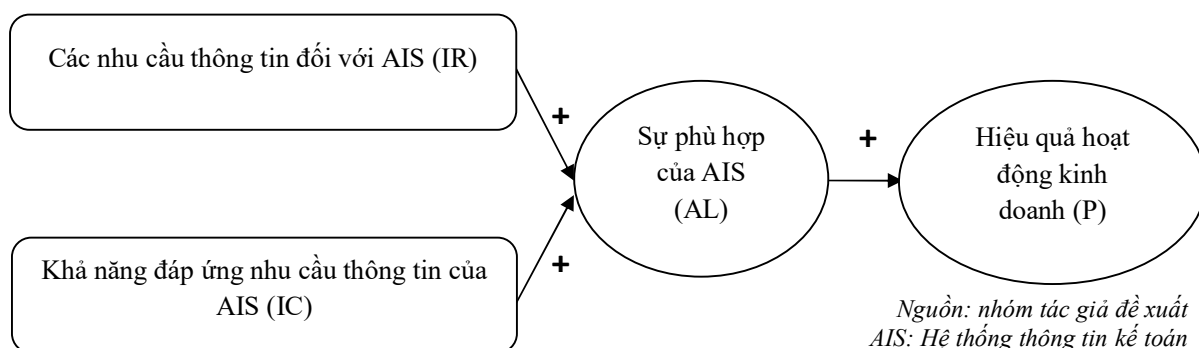 Các nhu cầu thông tin đối với AIS (IR)
+
Sự phù hợp
của AIS
(AL)
+
Hiệu quả hoạt
động kinh
doanh (P)
Khả năng đáp ứng nhu cầu thông tin của
AIS (IC)
+
Nguồn: nhóm tác giả đề xuất
AIS: Hệ thống thông tin kế toán